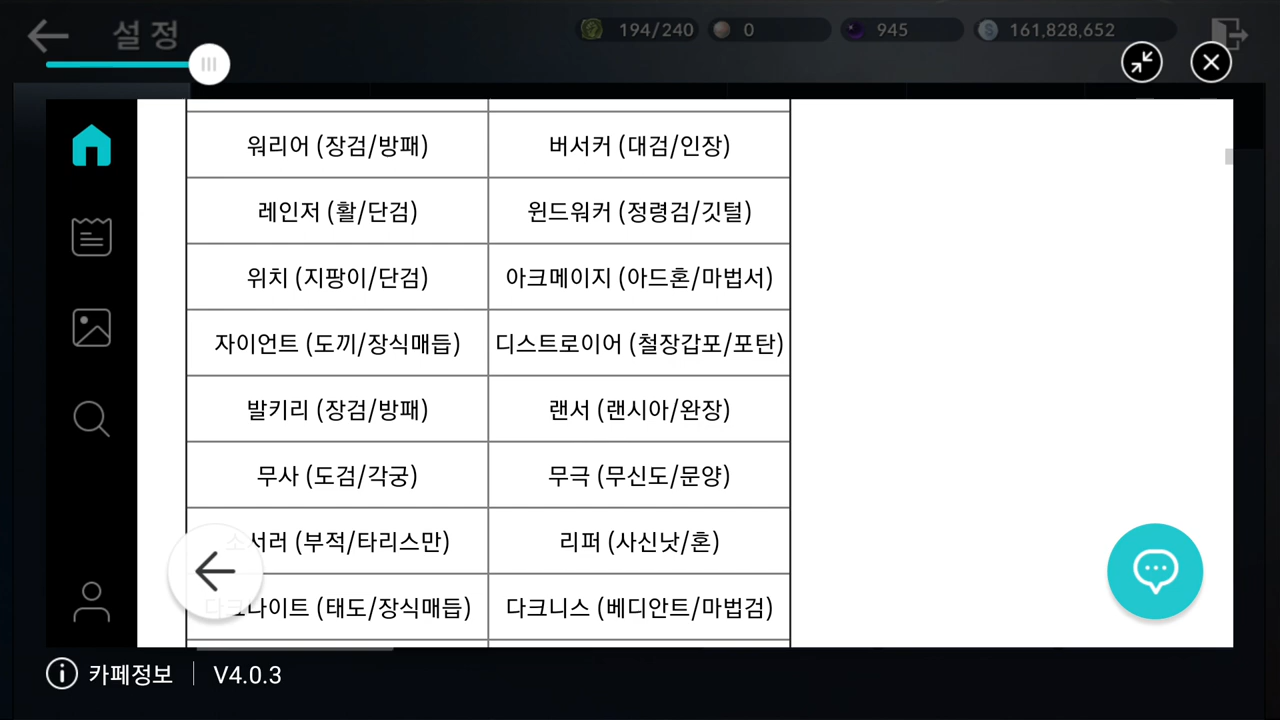 설정
194/240
0
945
161,828,652
워리어 (장검/방패)
버서커 (대검/인장)
레인저 (활/단검)
윈드워커 (정령검/깃털)
위치 (지팡이/단검)
아크메이지 (아드혼/마법서)
자이언트 (도끼/장식매듭)
디스트로이어 (철장갑포/포탄)
발키리 (장검/방패)
랜서 (랜시아/완장)
무사 (도검/각궁)
무극 (무신도/문양)
소서러 (부적/타리스만)
리퍼 (사신낫/혼)
다크나이트 (태도/장식매듭)
다크니스 (베디안트/마법검)
카페정보
V4.0.3